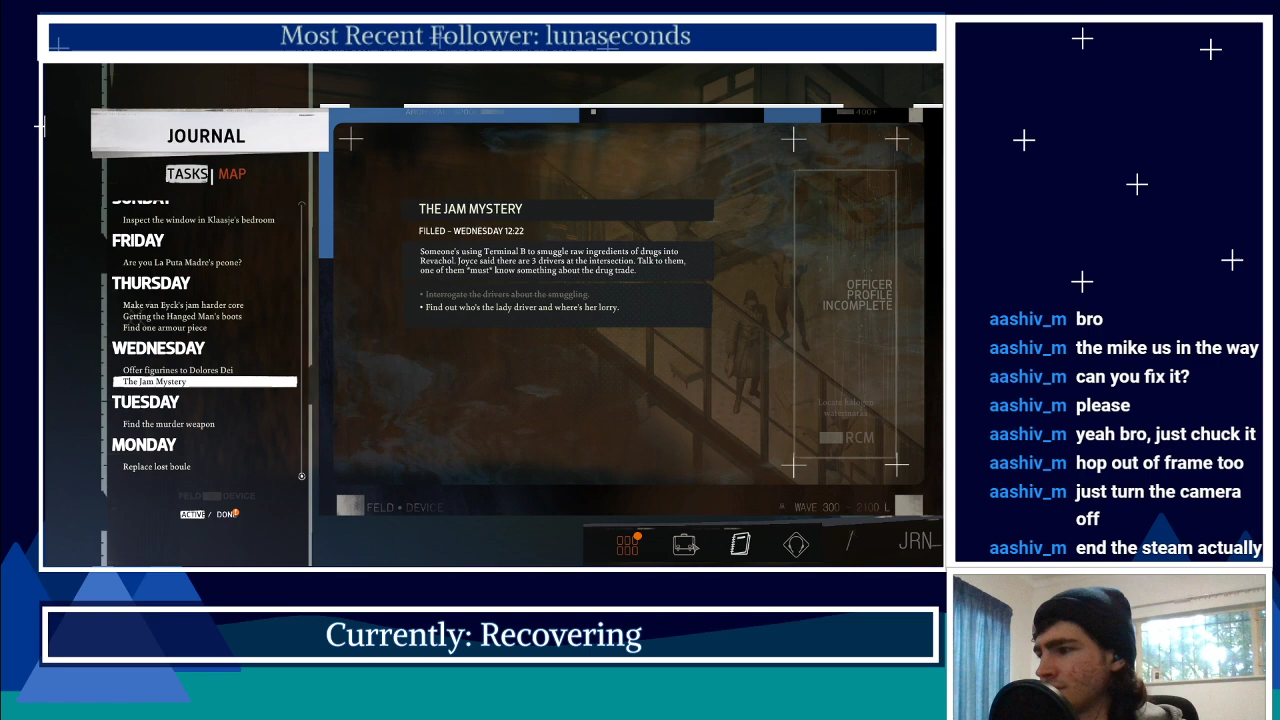 Most Recent Follower: lunaseconds
JOURNAL
TASKS | MAP
SUNDAY
Inspect the window in Klaasje's bedroom
FRIDAY
Are you La Puta Madre's peone?
THURSDAY
Make van Eyck's jam harder core
Getting the Hanged Man's boots
Find one armour piece
WEDNESDAY
Offer figurines to Dolores Dei
The Jam Mystery
TUESDAY
Find the murder weapon
MONDAY
Replace lost boule
FELD DEVICE
ACTIVE / DONE
400+
THE JAM MYSTERY
FILLED - WEDNESDAY 12:22
Someone's using Terminal B to smuggle raw ingredients of drugs into
Revachol. Joyce said there are 3 drivers at the intersection. Talk to them,
one of them *must* know something about the drug trade.
• Interrogate the drivers about the smuggling.
• Find out who's the lady driver and where's her lorry.
OFFICER
PROFILE
INCOMPLETE
Locate halogen
watermarks
RCM
FELD • DEVICE
WAVE 300 - 2100 L
/ JRN
aashiv_m bro
aashiv_m the mike us in the way
aashiv_m can you fix it?
aashiv_m please
aashiv_m yeah bro, just chuck it
aashiv_m hop out of frame too
aashiv_m just turn the camera
off
aashiv_m end the steam actually
Currently: Recovering